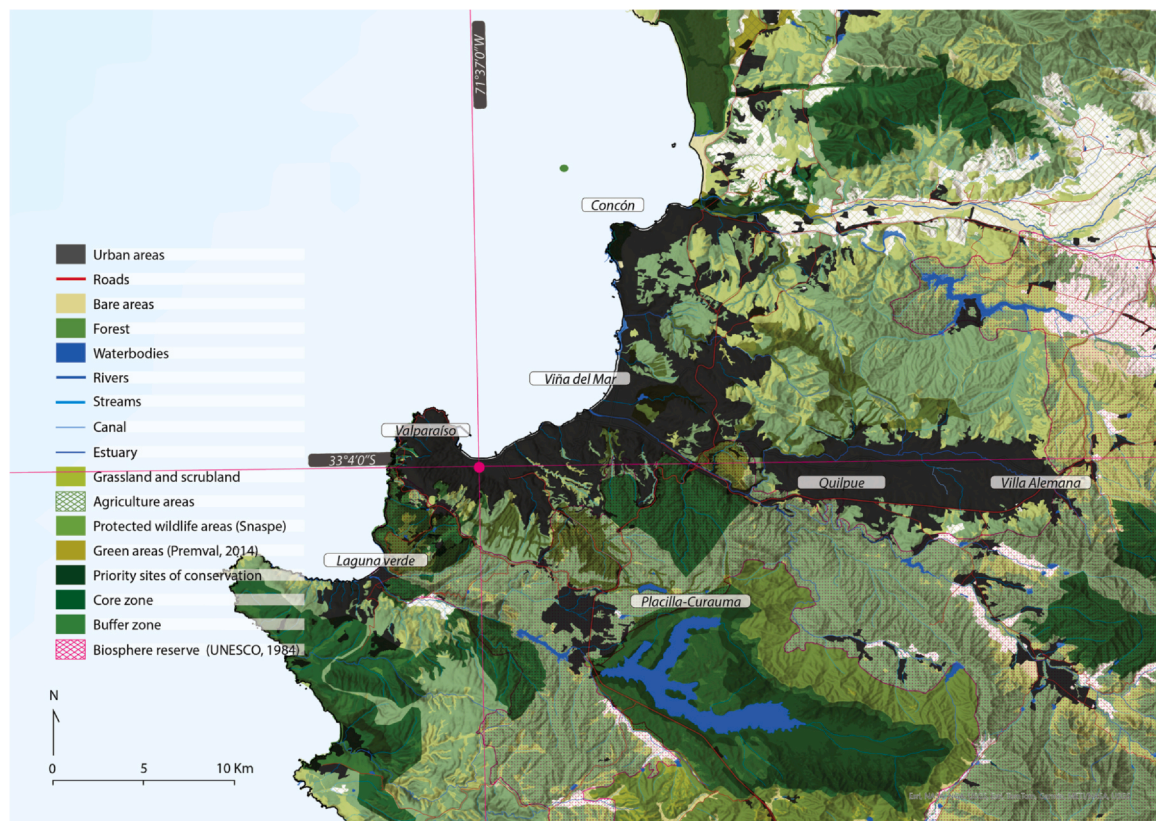 71°37'0"W
Concón
Viña del Mar
Valparaíso
33°4'0"S
Quilpue
Villa Alemana
Laguna verde
Placilla-Curauma
Urban areas
Roads
Bare areas
Forest
Waterbodies
Rivers
Streams
Canal
Estuary
Grassland and scrubland
Agriculture areas
Protected wildlife areas (Snaspe)
Green areas (Premval, 2014)
Priority sites of conservation
Core zone
Buffer zone
Biosphere reserve (UNESCO, 1984)
N
0 5 10 Km